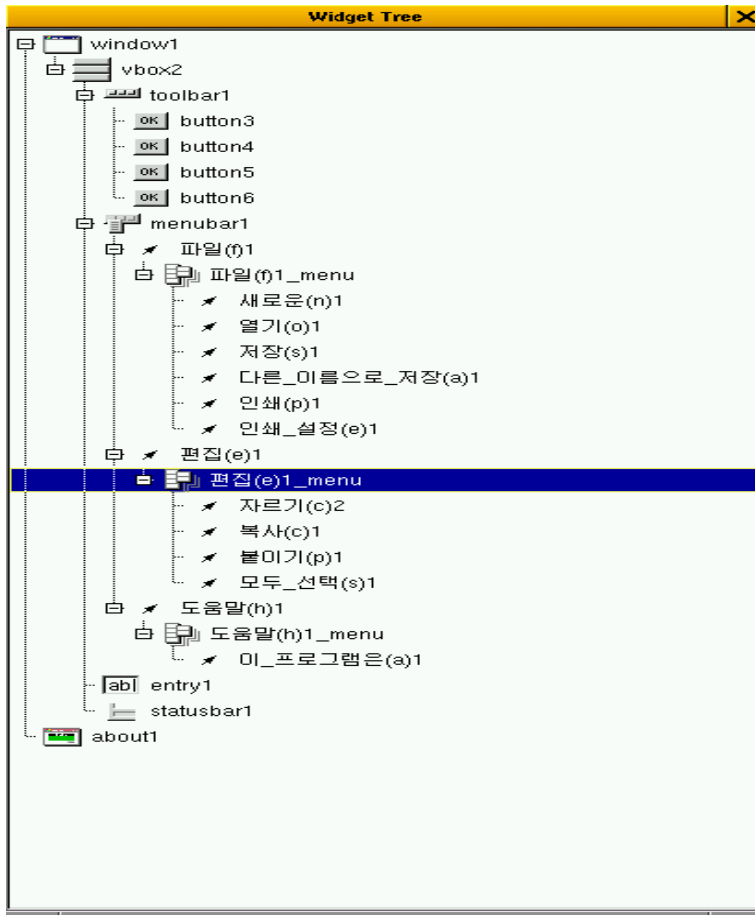 Widget Tree
window1
vbox2
toolbar1
OK button3
OK button4
OK button5
OK button6
menubar1
파일(f)1
파일(f)1_menu
새로운(n)1
열기(o)1
저장(s)1
다른_이름으로_저장(a)1
인쇄(p)1
인쇄_설정(e)1
편집(e)1
편집(e)1_menu
자르기(c)2
복사(c)1
붙이기(p)1
모두_선택(s)1
도움말(h)1
도움말(h)1_menu
이_프로그램은(a)1
ab| entry1
statusbar1
about1